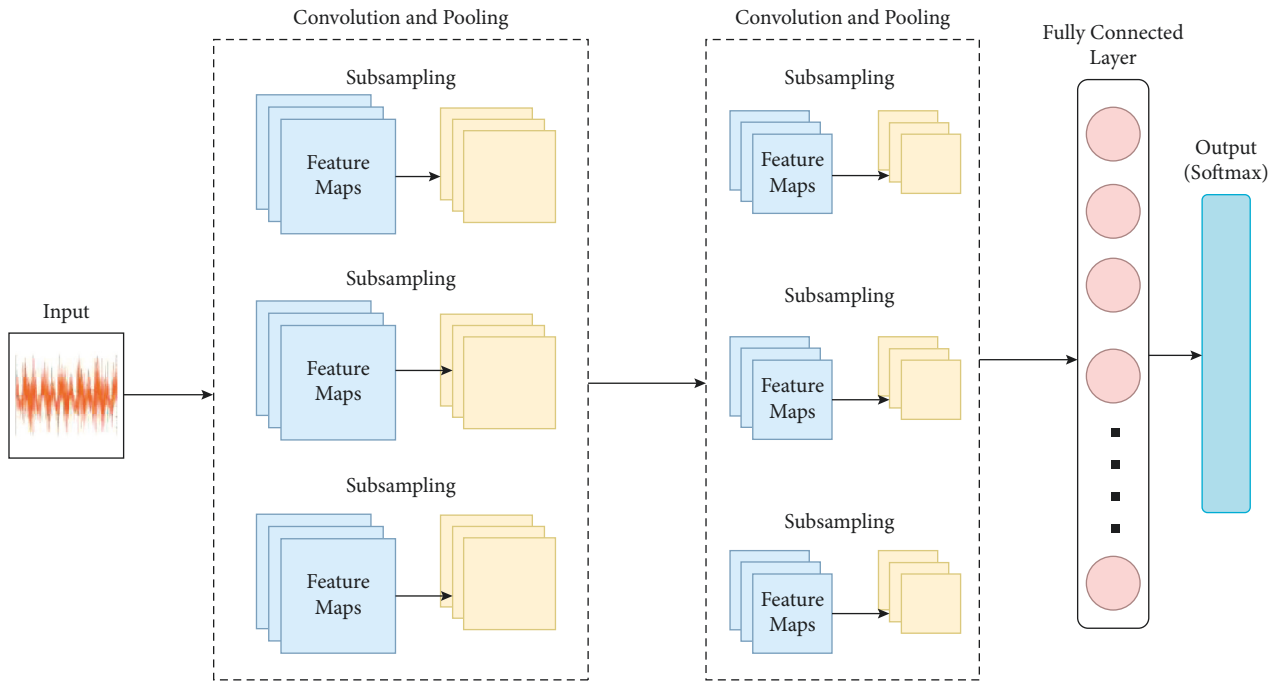 Input
Convolution and Pooling
Subsampling
Feature
Maps
Subsampling
Feature
Maps
Subsampling
Feature
Maps
Convolution and Pooling
Subsampling
Feature
Maps
Subsampling
Feature
Maps
Subsampling
Feature
Maps
Fully Connected
Layer
Output
(Softmax)